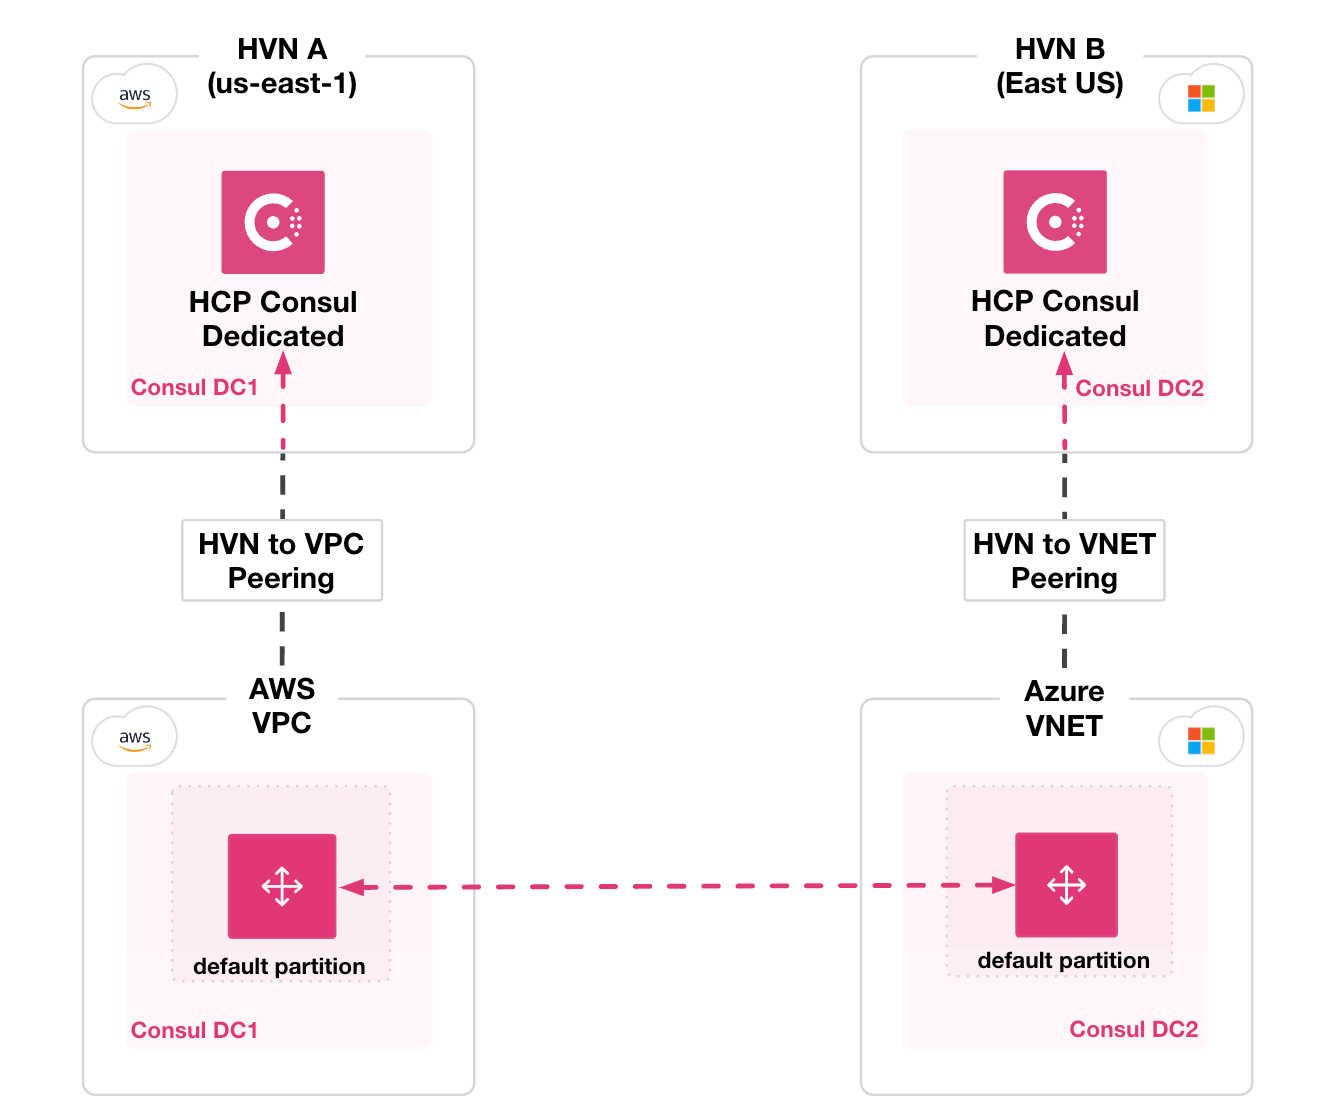 HVN A
(us-east-1)
aws
HCP Consul
Dedicated
Consul DC1
HVN B
(East US)
HCP Consul
Dedicated
Consul DC2
HVN to VPC
Peering
HVN to VNET
Peering
AWS
VPC
aws
default partition
Consul DC1
Azure
VNET
default partition
Consul DC2